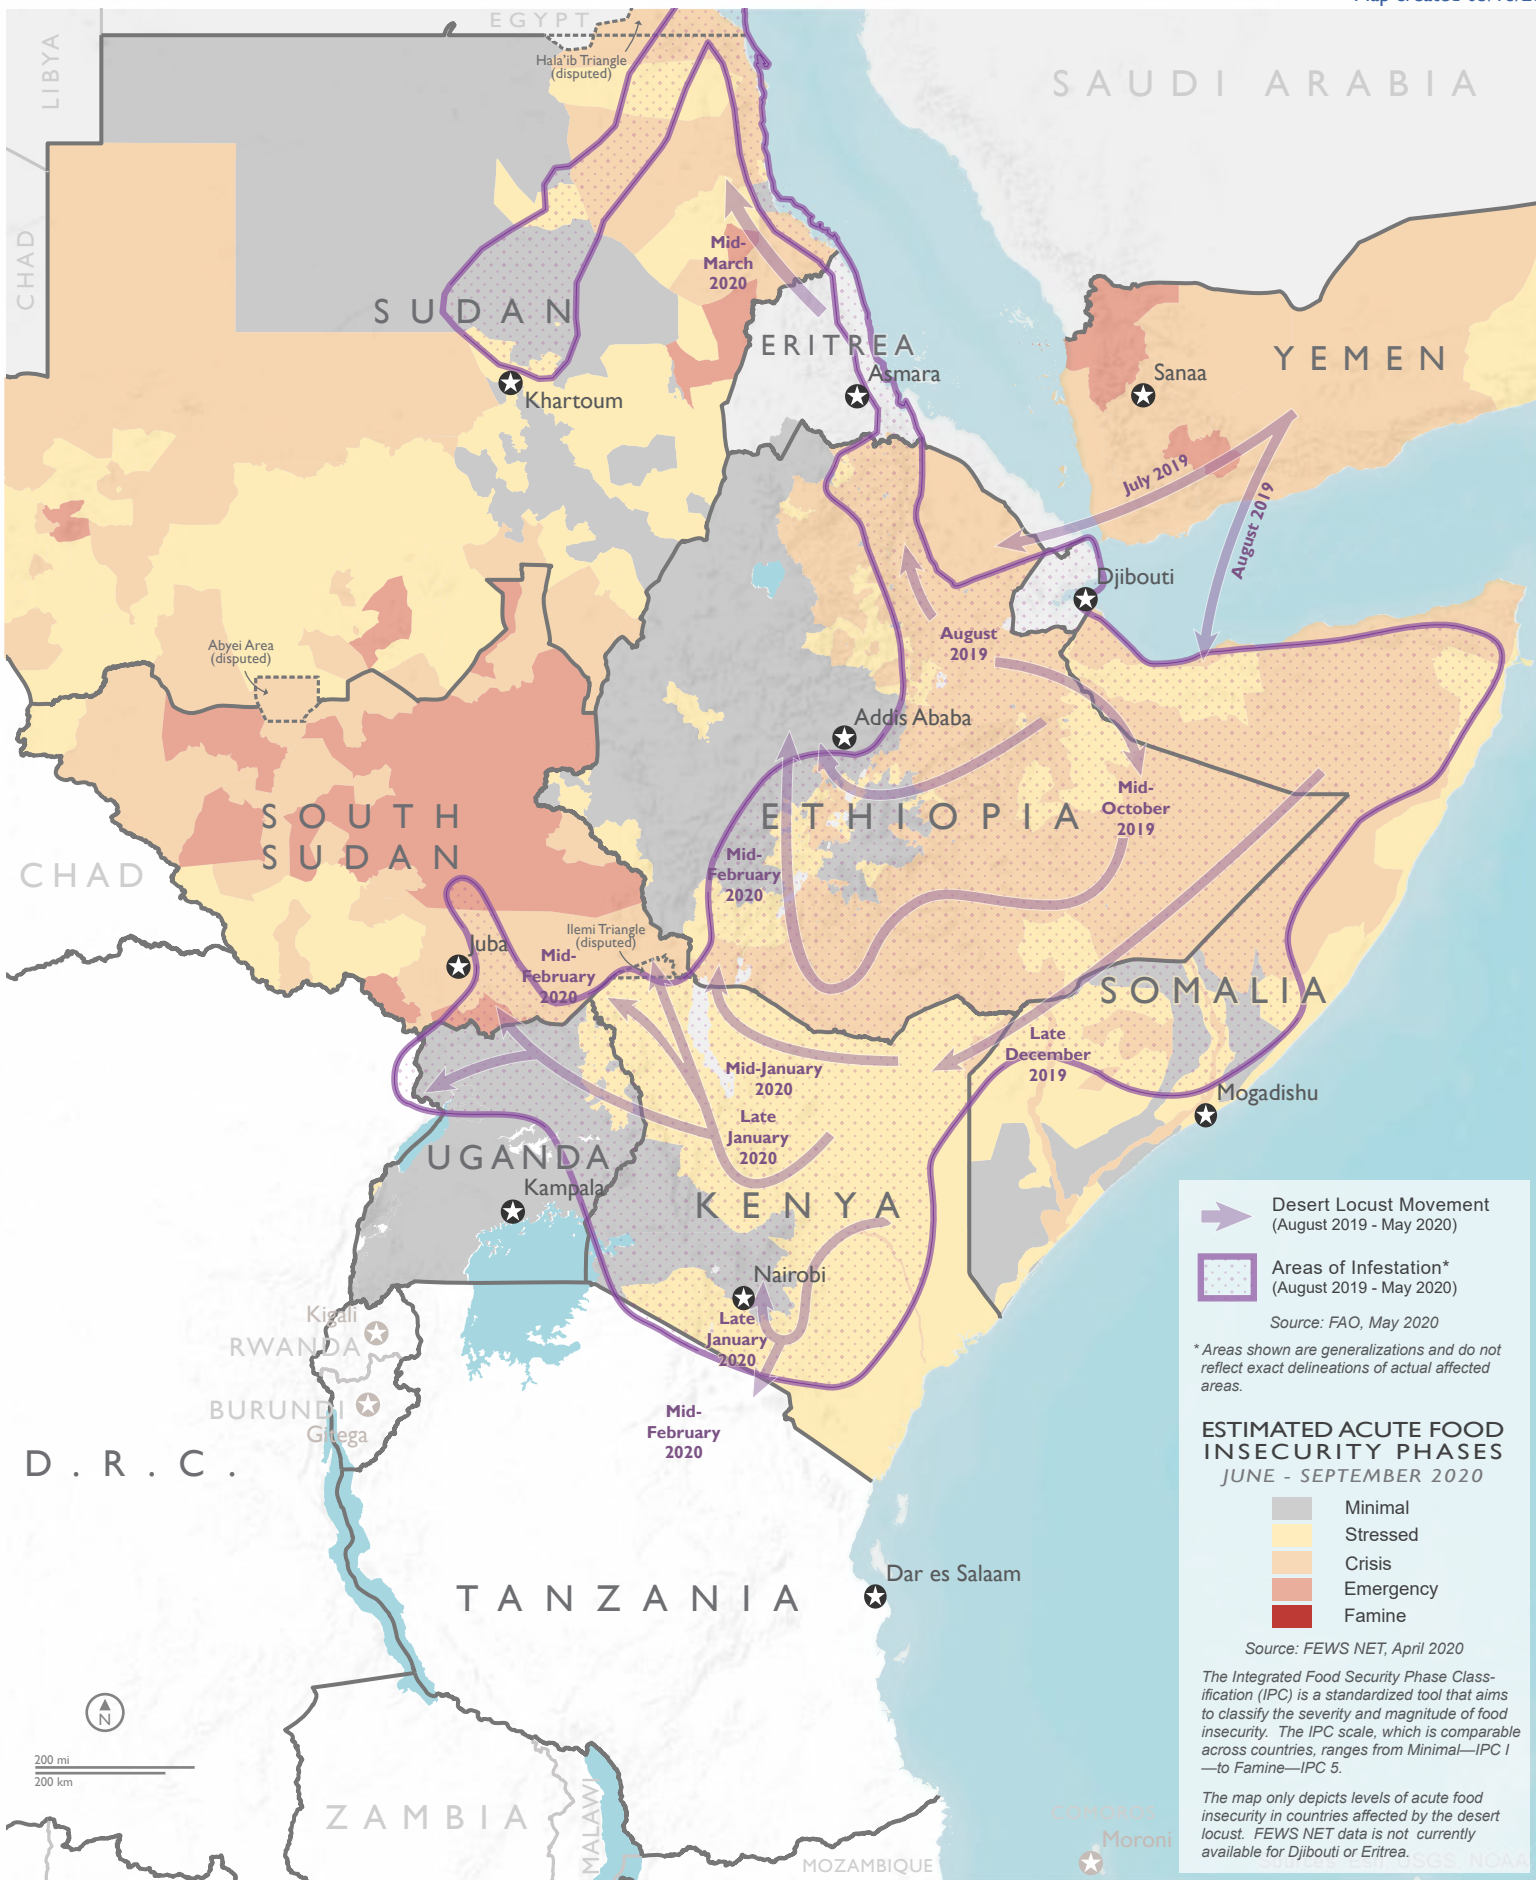 EGYPT
LIBYA
Hala'ib Triangle
(disputed)
SAUDI ARABIA
CHAD
Mid-
March
2020
SUDAN
ERITREA
Asmara
YEMEN
Sanaa
Khartoum
July 2019
August 2019
Djibouti
August
2019
Abyei Area
(disputed)
Addis Ababa
Mid-
October
2019
ETHIOPIA
SOUTH
SUDAN
CHAD
Mid-
February
2020
Ilemi Triangle
(disputed)
Juba
Mid-
February
2020
SOMALIA
Late
December
2019
Mid-January
2020
Mogadishu
Late
January
2020
UGANDA
Kampala
KENYA
Nairobi
Late
January
2020
Kigali
RWANDA
BURUNDI
Gitega
Mid-
February
2020
D.R.C.
TANZANIA
Dar es Salaam
N
200 mi
200 km
ZAMBIA
MALAWI
MOZAMBIQUE
COMOROS
Moroni
Desert Locust Movement
(August 2019 - May 2020)
Areas of Infestation*
(August 2019 - May 2020)
Source: FAO, May 2020
* Areas shown are generalizations and do not
reflect exact delineations of actual affected
areas.
ESTIMATED ACUTE FOOD
INSECURITY PHASES
JUNE - SEPTEMBER 2020
Minimal
Stressed
Crisis
Emergency
Famine
Source: FEWS NET, April 2020
The Integrated Food Security Phase Class-
ification (IPC) is a standardized tool that aims
to classify the severity and magnitude of food
insecurity. The IPC scale, which is comparable
across countries, ranges from Minimal—IPC I
—to Famine—IPC 5.
The map only depicts levels of acute food
insecurity in countries affected by the desert
locust. FEWS NET data is not currently
available for Djibouti or Eritrea.
Sources: Esri, USGS, NOAA